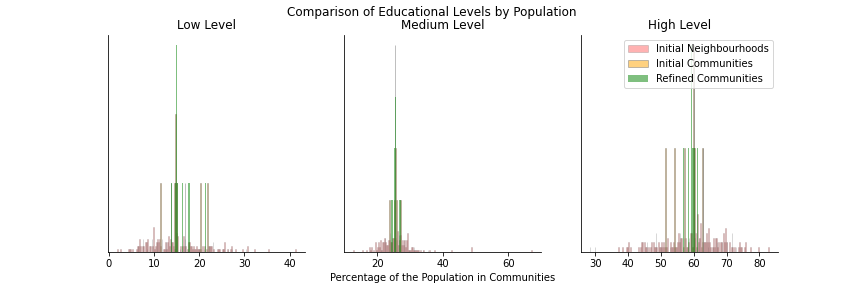 Comparison of Educational Levels by Population
Low Level
Medium Level
High Level
Initial Neighbourhoods
Initial Communities
Refined Communities
0 10 20 30 40
20 40 60
30 40 50 60 70 80
Percentage of the Population in Communities